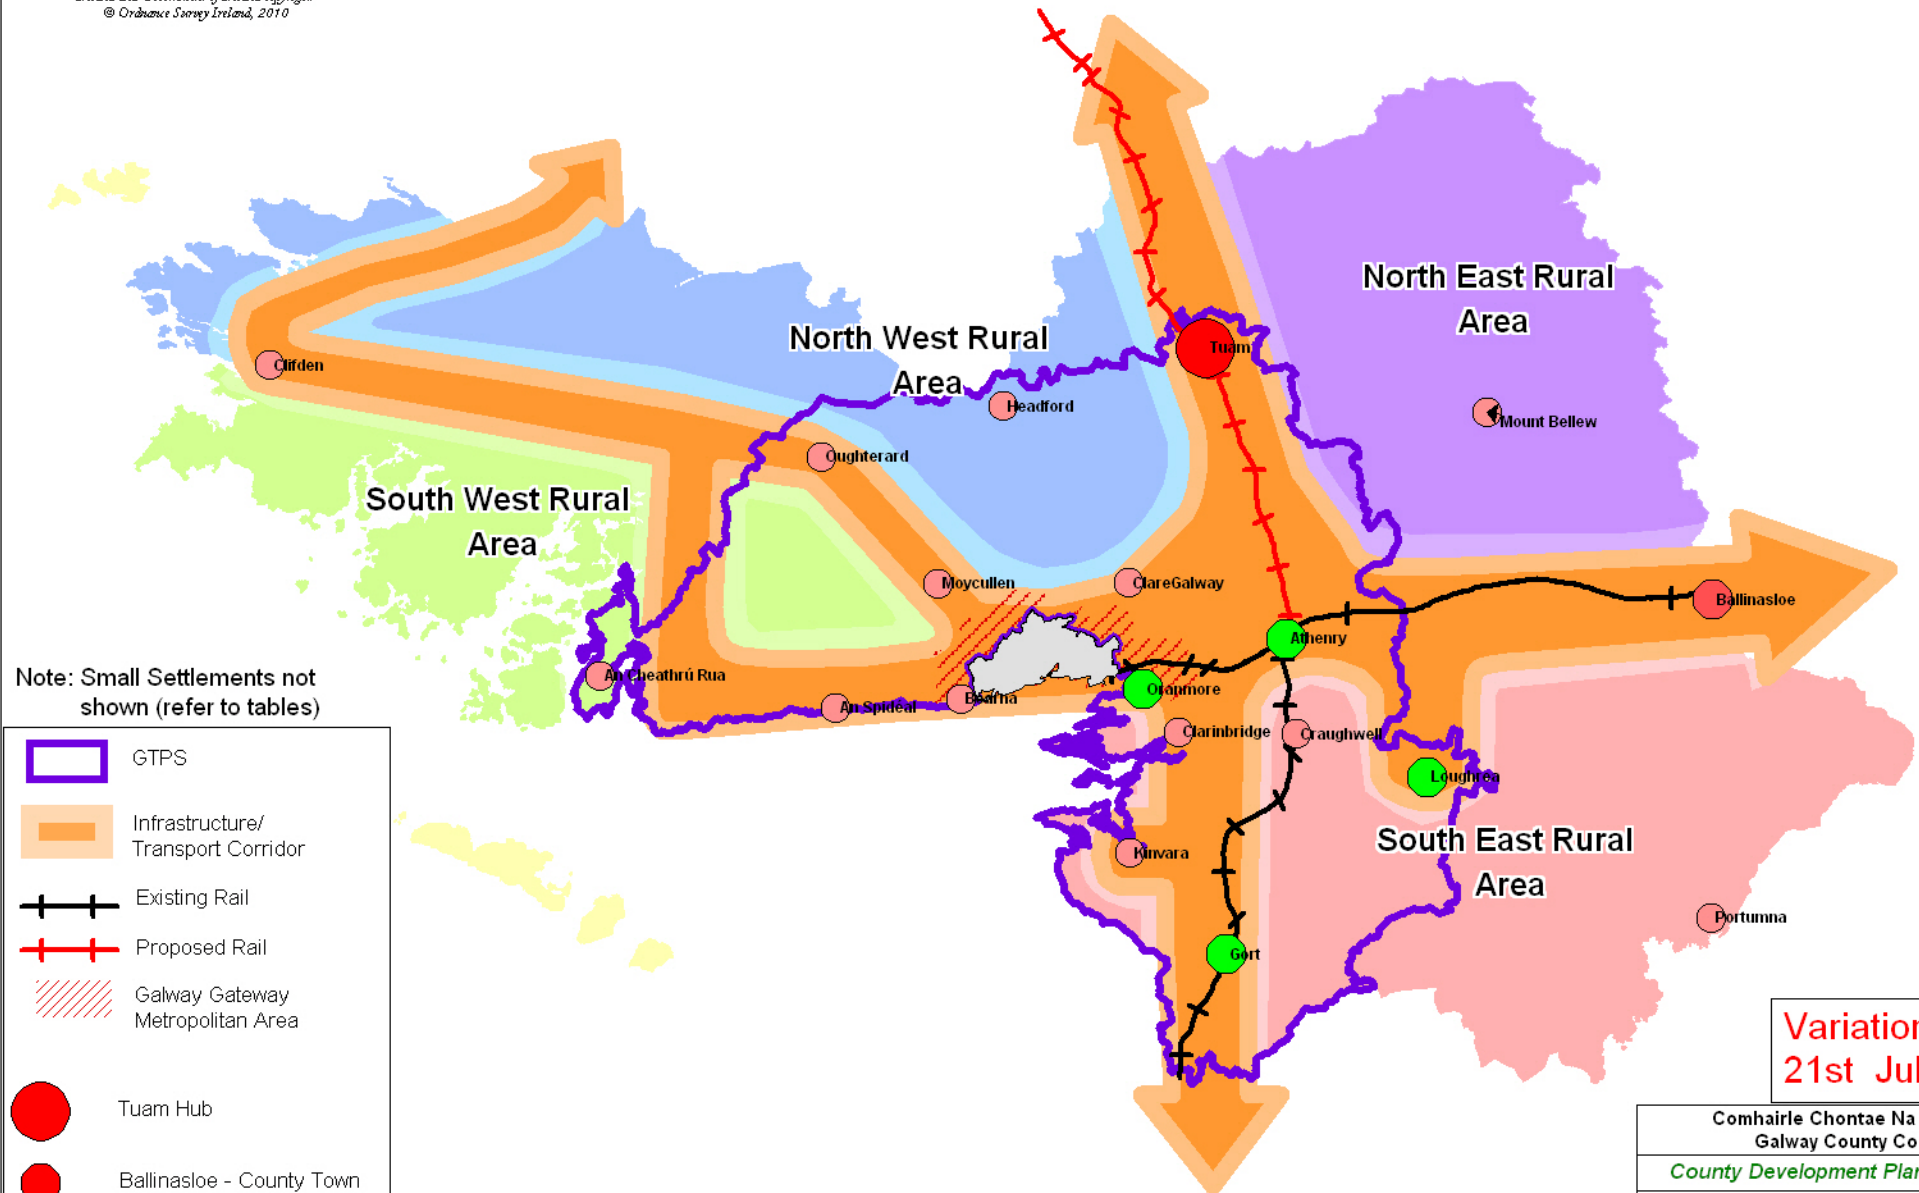 © Ordnance Survey Ireland, 2010
North East Rural
Area
North West Rural
Area
Tuam
Clifden
Headford
Mount Bellew
Oughterard
South West Rural
Area
Moycullen
ClareGalway
Ballinasloe
Athenry
An Cheathrú Rua
Oranmore
An Spidéal
Bearna
Clarinbridge
Craughwell
Loughrea
South East Rural
Area
Kinvara
Portumna
Gort
Note: Small Settlements not
shown (refer to tables)
GTPS
Infrastructure/
Transport Corridor
Existing Rail
Proposed Rail
Galway Gateway
Metropolitan Area
Tuam Hub
Ballinasloe - County Town
Variation
21st Jul
Comhairle Chontae Na
Galway County Co
County Development Plan